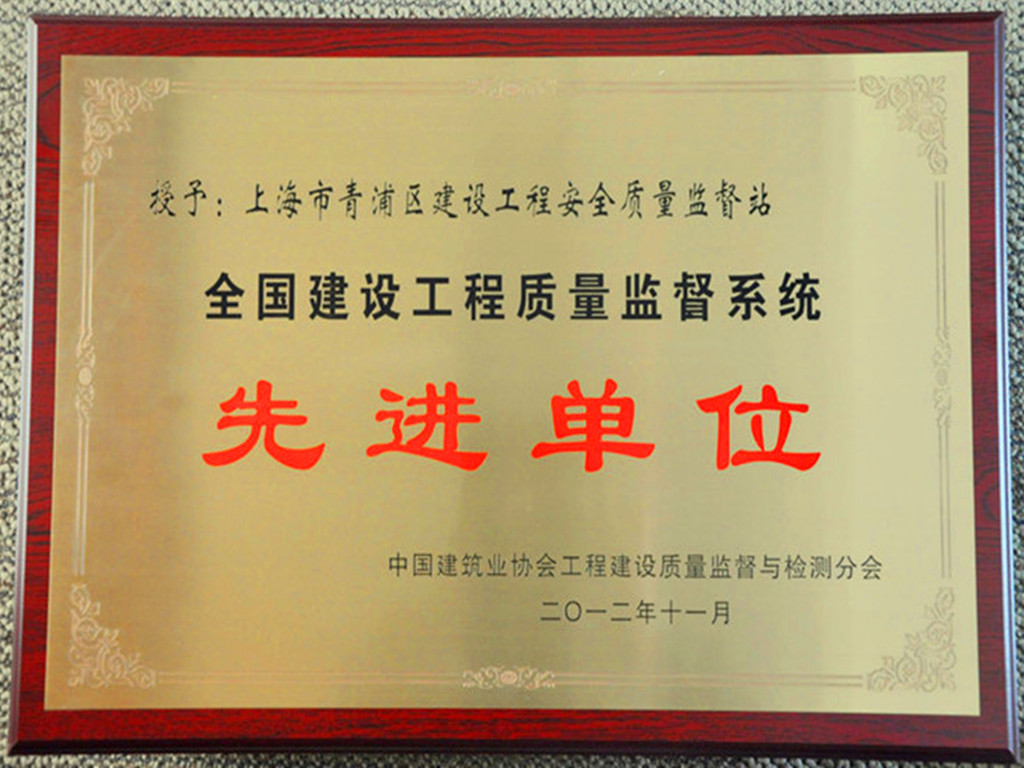 授予：上海市青浦区建设工程安全质量监督站
全国建设工程质量监督系统
先进单位
中国建筑业协会工程建设质量监督与检测分会
二〇一二年十一月